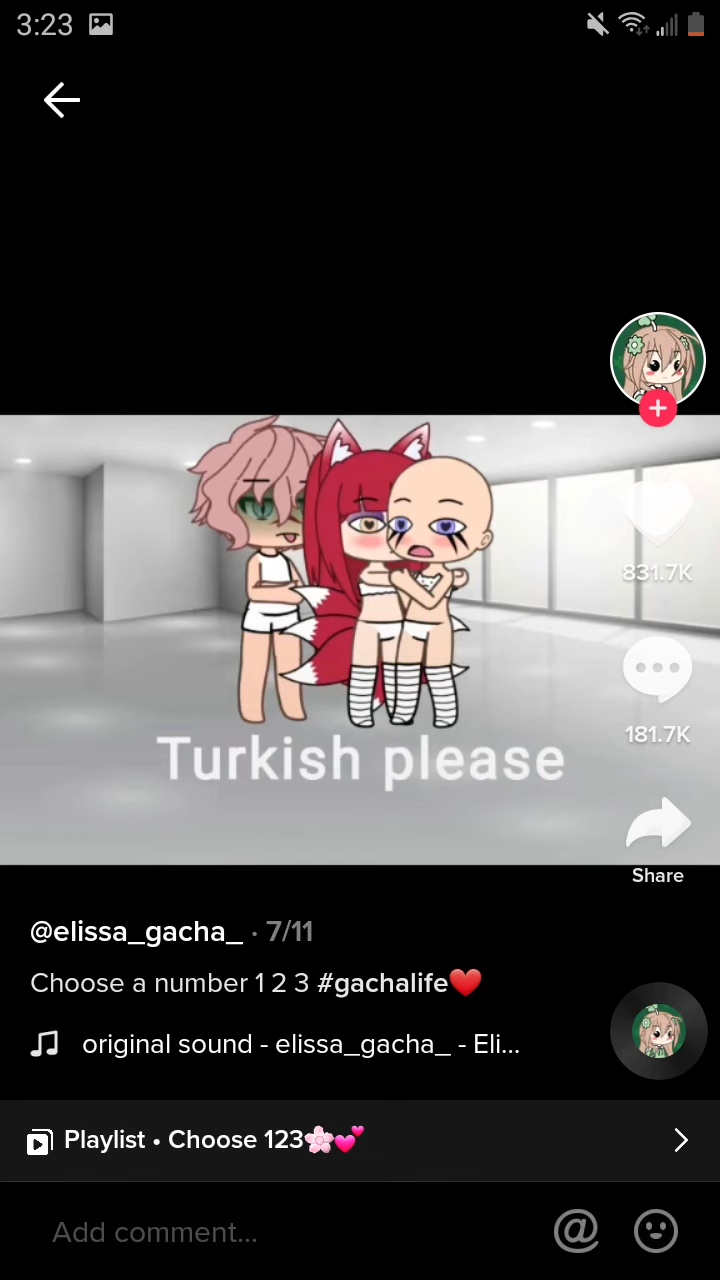 3:23
831.7K
Turkish please
181.7K
Share
@elissa_gacha_ · 7/11
Choose a number 1 2 3 #gachalife❤️
original sound - elissa_gacha_ - Eli...
Playlist • Choose 123🌸💕
Add comment...